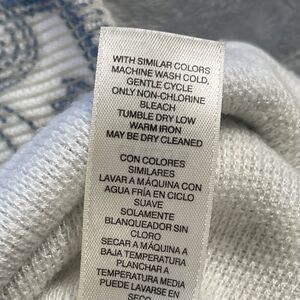 WITH SIMILAR COLORS
MACHINE WASH COLD,
GENTLE CYCLE
ONLY NON-CHLORINE
BLEACH
TUMBLE DRY LOW
WARM IRON
MAY BE DRY CLEANED
CON COLORES
SIMILARES
LAVAR A MÁQUINA CON
AGUA FRÍA EN CICLO
SUAVE
SOLAMENTE
BLANQUEADOR SIN
CLORO
SECAR A MÁQUINA A
BAJA TEMPERATURA
PLANCHAR A
TEMPERATURA MEDIA
PUEDE LAVARSE EN
SECO